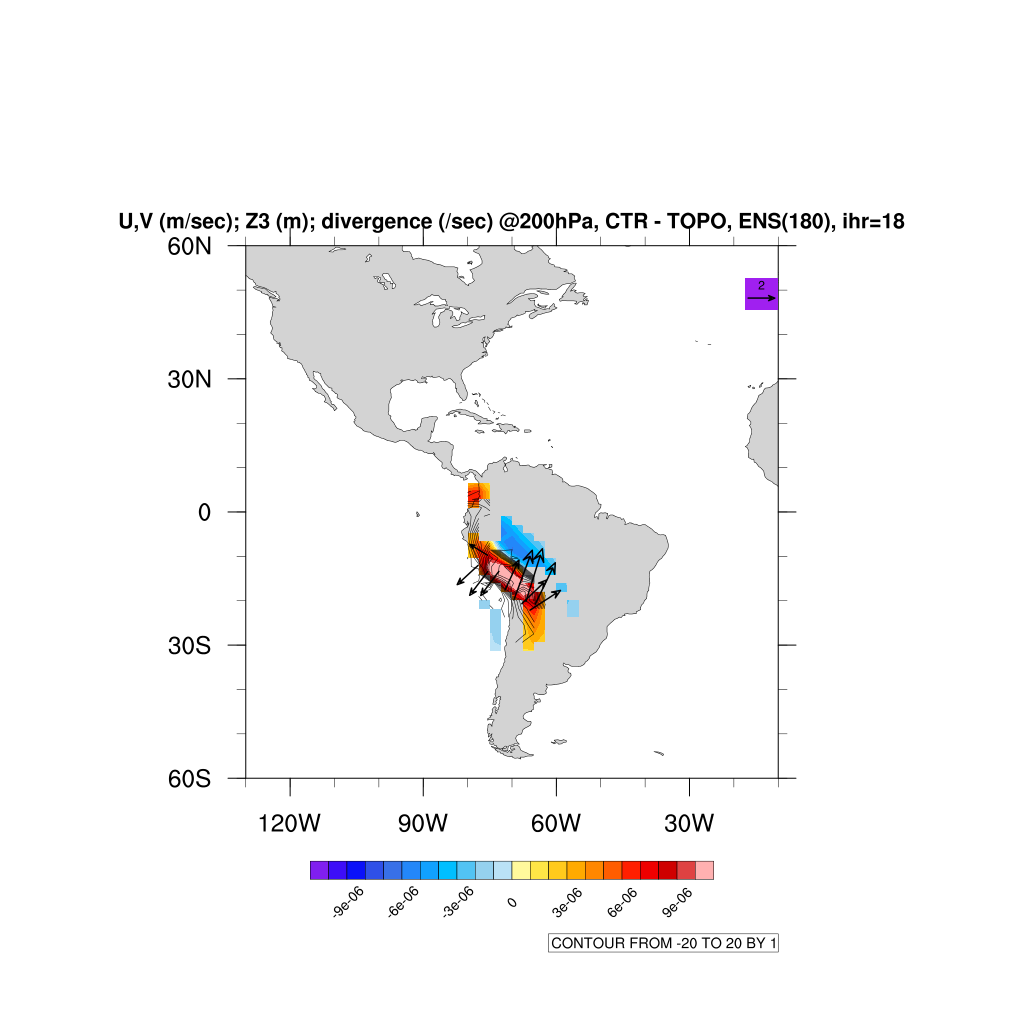 U,V (m/sec); Z3 (m); divergence (/sec) @200hPa, CTR - TOPO, ENS(180), ihr=18
60N
2
30N
0
30S
60S
120W 90W 60W 30W
-9e-06 -6e-06 -3e-06 0 3e-06 6e-06 9e-06
CONTOUR FROM -20 TO 20 BY 1